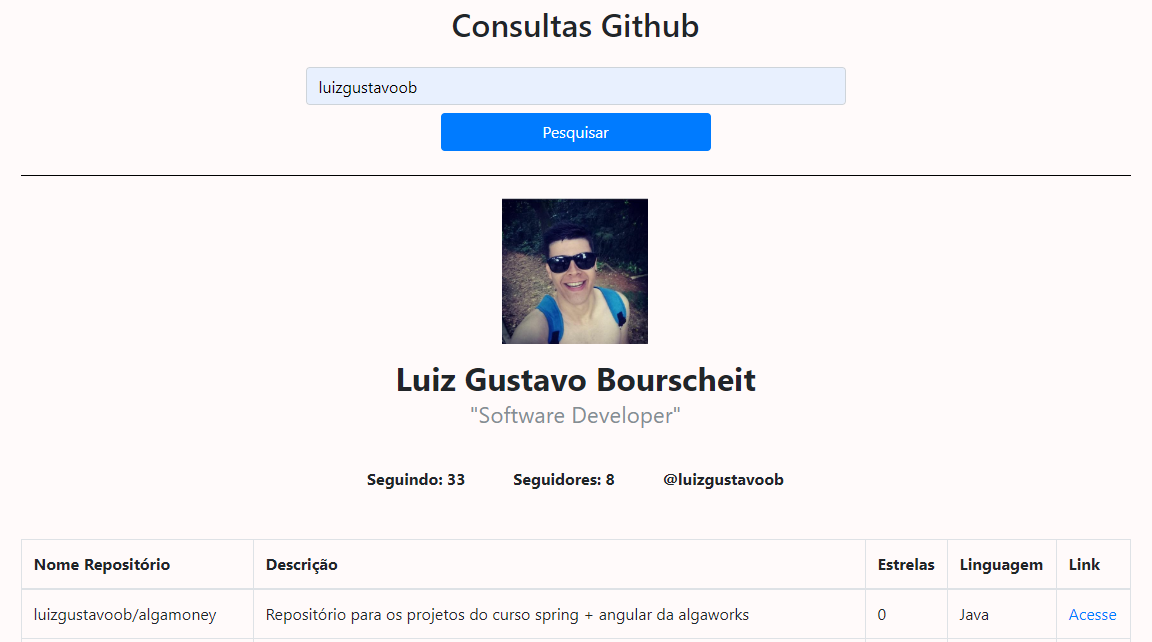 Consultas Github
luizgustavoob
Pesquisar
Luiz Gustavo Bourscheit
"Software Developer"
Seguindo: 33 Seguidores: 8 @luizgustavoob
Nome Repositório Descrição Estrelas Linguagem Link
luizgustavoob/algamoney Repositório para os projetos do curso spring + angular da algaworks 0 Java Acesse